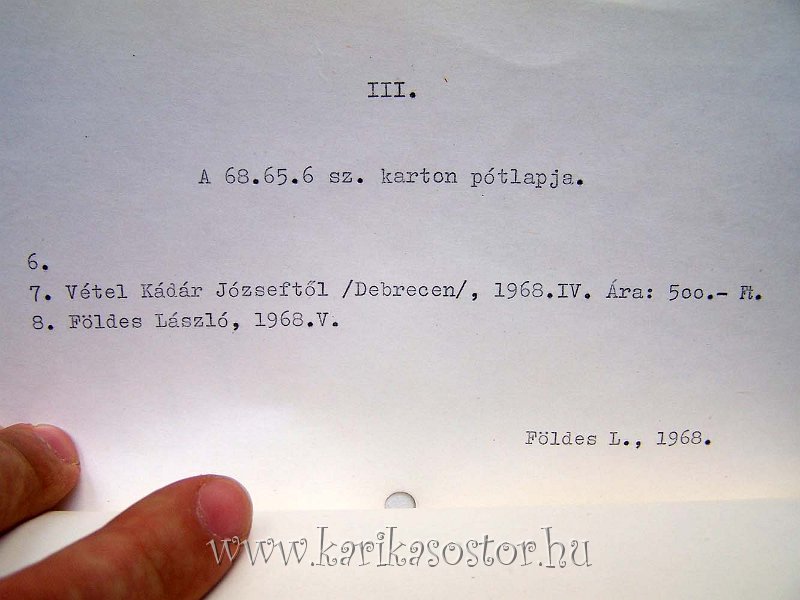 III.
A 68.65.6 sz. karton pótlapja.
6.
7. Vétel Kádár Józseftől /Debrecen/, 1968.IV. Ára: 5oo.- Ft.
8. Földes László, 1968.V.
Földes L., 1968.
www.karikasostor.hu